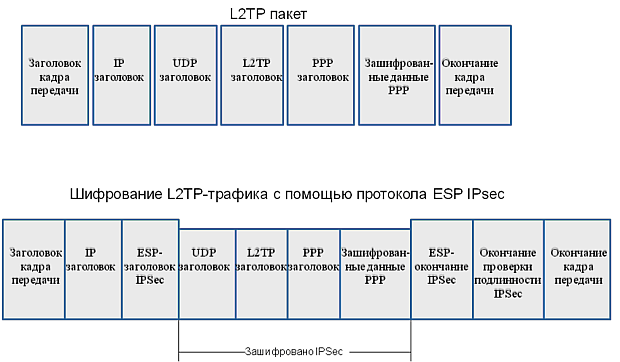 L2TP пакет
Заголовок
кадра
передачи
IP
заголовок
UDP
заголовок
L2TP
заголовок
PPP
заголовок
Зашифрован-
ные данные
PPP
Окончание
кадра
передачи
Шифрование L2TP-трафика с помощью протокола ESP IPsec
Заголовок
кадра
передачи
IP
заголовок
ESP-
заголовок
IPSec
UDP
заголовок
L2TP
заголовок
PPP
заголовок
Зашифрован-
ные данные
PPP
ESP-
окончание
IPSec
Окончание
проверки
подлинности
IPSec
Окончание
кадра
передачи
Зашифровано IPSec